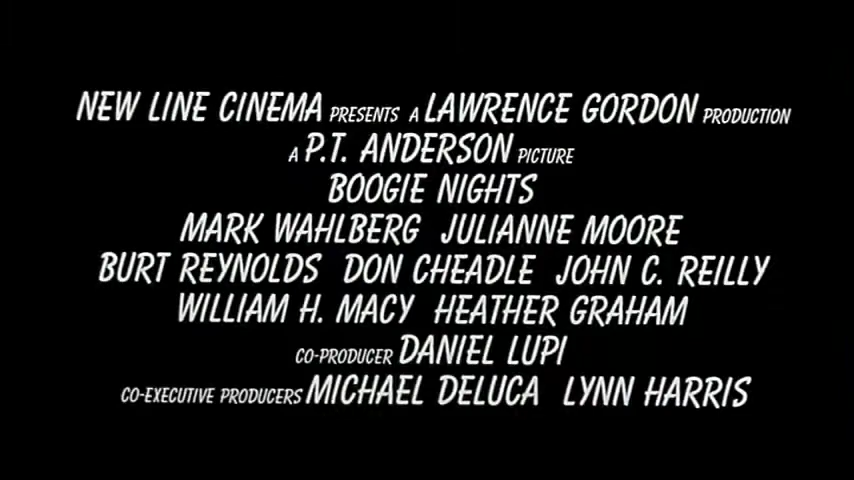 NEW LINE CINEMA PRESENTS A LAWRENCE GORDON PRODUCTION
A P.T. ANDERSON PICTURE
BOOGIE NIGHTS
MARK WAHLBERG JULIANNE MOORE
BURT REYNOLDS DON CHEADLE JOHN C. REILLY
WILLIAM H. MACY HEATHER GRAHAM
CO-PRODUCER DANIEL LUPI
CO-EXECUTIVE PRODUCERS MICHAEL DELUCA LYNN HARRIS